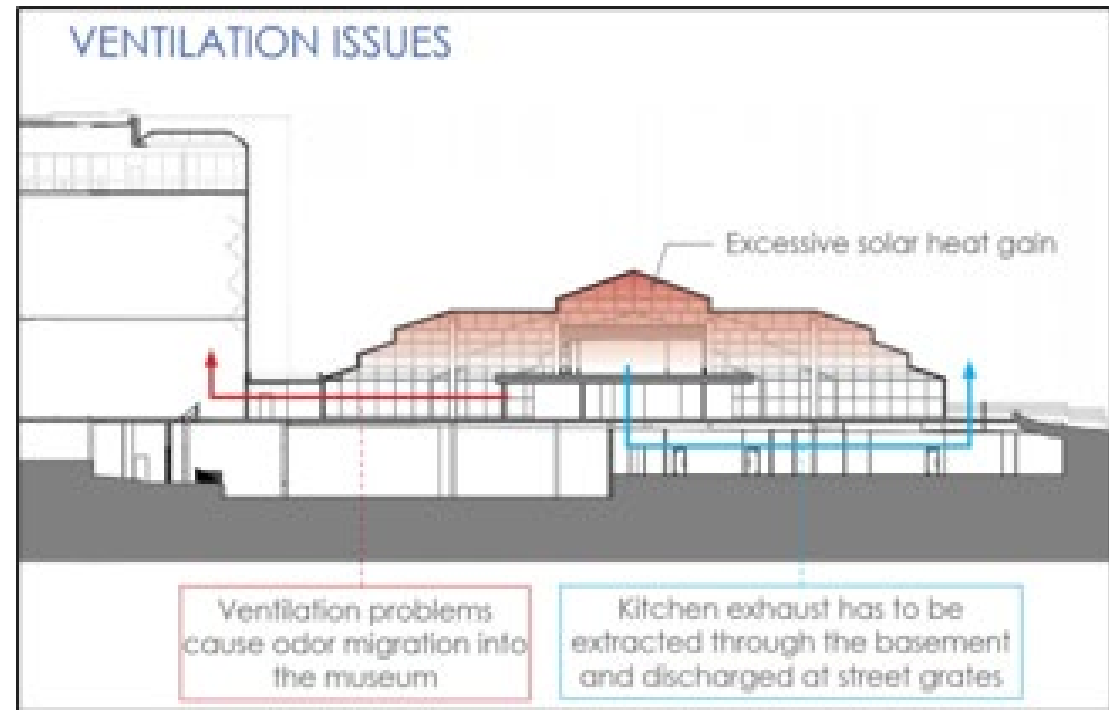 VENTILATION ISSUES
Excessive solar heat gain
Ventilation problems
cause odor migration into
the museum
Kitchen exhaust has to be
extracted through the basement
and discharged at street grates